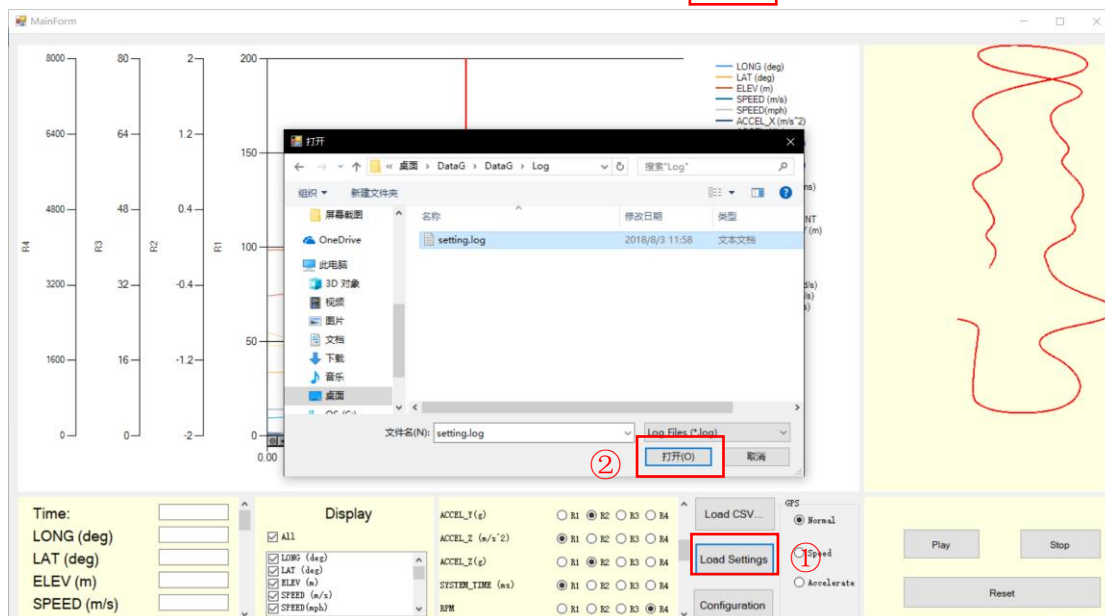 MainForm
8000 80 2 200
LONG (deg)
LAT (deg)
ELEV (m)
SPEED (m/s)
SPEED(mph)
ACCEL_X (m/s^2)
打开
6400 64 1.2
« 桌面 › DataG › DataG › Log
搜索"Log"
150
组织 新建文件夹
屏幕截图
名称 修改日期 类型
setting.log 2018/8/3 11:58 文本文档
OneDrive
此电脑
3D 对象
视频
图片
文档
下载
音乐
桌面
4800 48 0.4
R4 R3 R2 R1
100
3200 32 -0.4
50
1600 16 -1.2
0 0 -2 0
0.00
文件名(N): setting.log Log Files (*.log)
② 打开(O) 取消
Time:
LONG (deg)
LAT (deg)
ELEV (m)
SPEED (m/s)
Display
All
LONG (deg)
LAT (deg)
ELEV (m)
SPEED (m/s)
SPEED(mph)
ACCEL_Y(g) R1 R2 R3 R4
ACCEL_Z (m/s^2) R1 R2 R3 R4
ACCEL_Z(g) R1 R2 R3 R4
SYSTEM_TIME (ms) R1 R2 R3 R4
RPM R1 R2 R3 R4
Load CSV...
Load Settings
Configuration
GPS
Normal
Speed
①
Accelerate
Play Stop
Reset